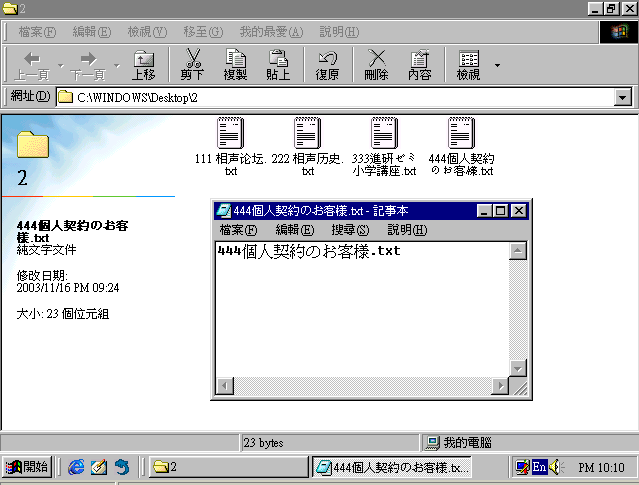 2
檔案(F) 編輯(E) 檢視(V) 移至(G) 我的最愛(A) 說明(H)
上一頁 下一頁 上移 剪下 複製 貼上 復原 刪除 內容 檢視
網址(D) C:\WINDOWS\Desktop\2
2
444個人契約のお客
様.txt
純文字文件
修改日期:
2003/11/16 PM 09:24
大小: 23 個位元組
111 相声论坛.
txt
222 相声历史.
txt
333進研ゼミ
小学講座.txt
444個人契約
のお客様.txt
444個人契約のお客様.txt - 記事本
檔案(F) 編輯(E) 搜尋(S) 說明(H)
444個人契約のお客様.txt
23 bytes 我的電腦
開始 2 444個人契約のお客様.tx... En PM 10:10